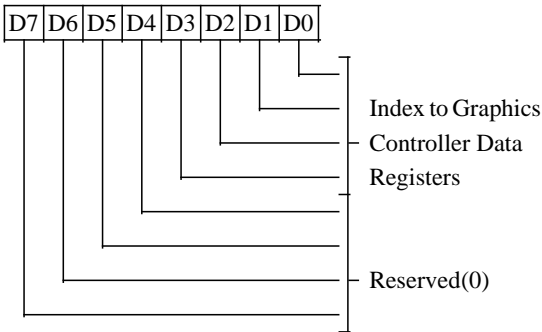 D7 D6 D5 D4 D3 D2 D1 D0
Index to Graphics
Controller Data
Registers
Reserved(0)